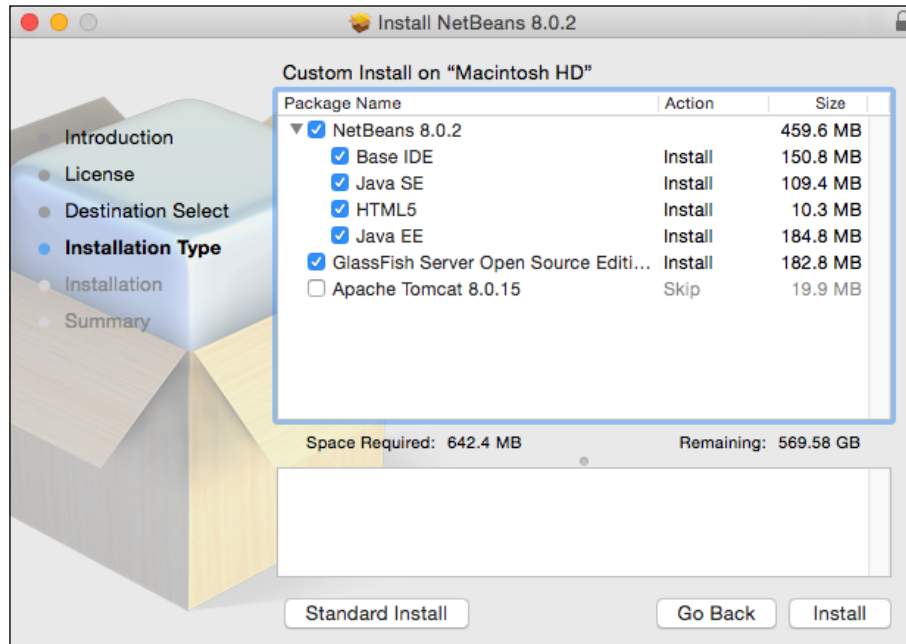 Install NetBeans 8.0.2
Custom Install on “Macintosh HD”
Package Name Action Size
NetBeans 8.0.2 459.6 MB
Base IDE Install 150.8 MB
Java SE Install 109.4 MB
HTML5 Install 10.3 MB
Java EE Install 184.8 MB
GlassFish Server Open Source Editi... Install 182.8 MB
Apache Tomcat 8.0.15 Skip 19.9 MB
Introduction
License
Destination Select
Installation Type
Installation
Summary
Space Required: 642.4 MB Remaining: 569.58 GB
Standard Install Go Back Install